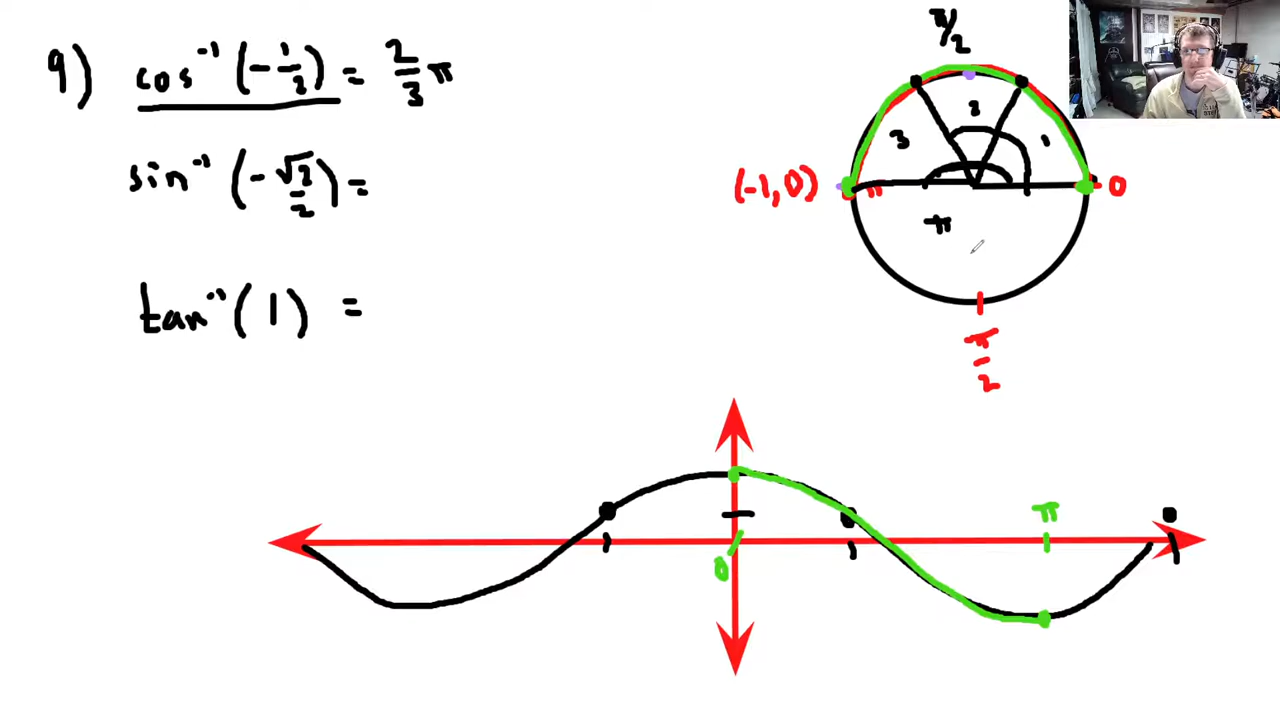 9) cos⁻¹(-1/2) = 2/3 π
sin⁻¹(-√3/2) =
tan⁻¹(1) =
π/2
3 2 1
(-1,0) π 0
π
π/2
π
0